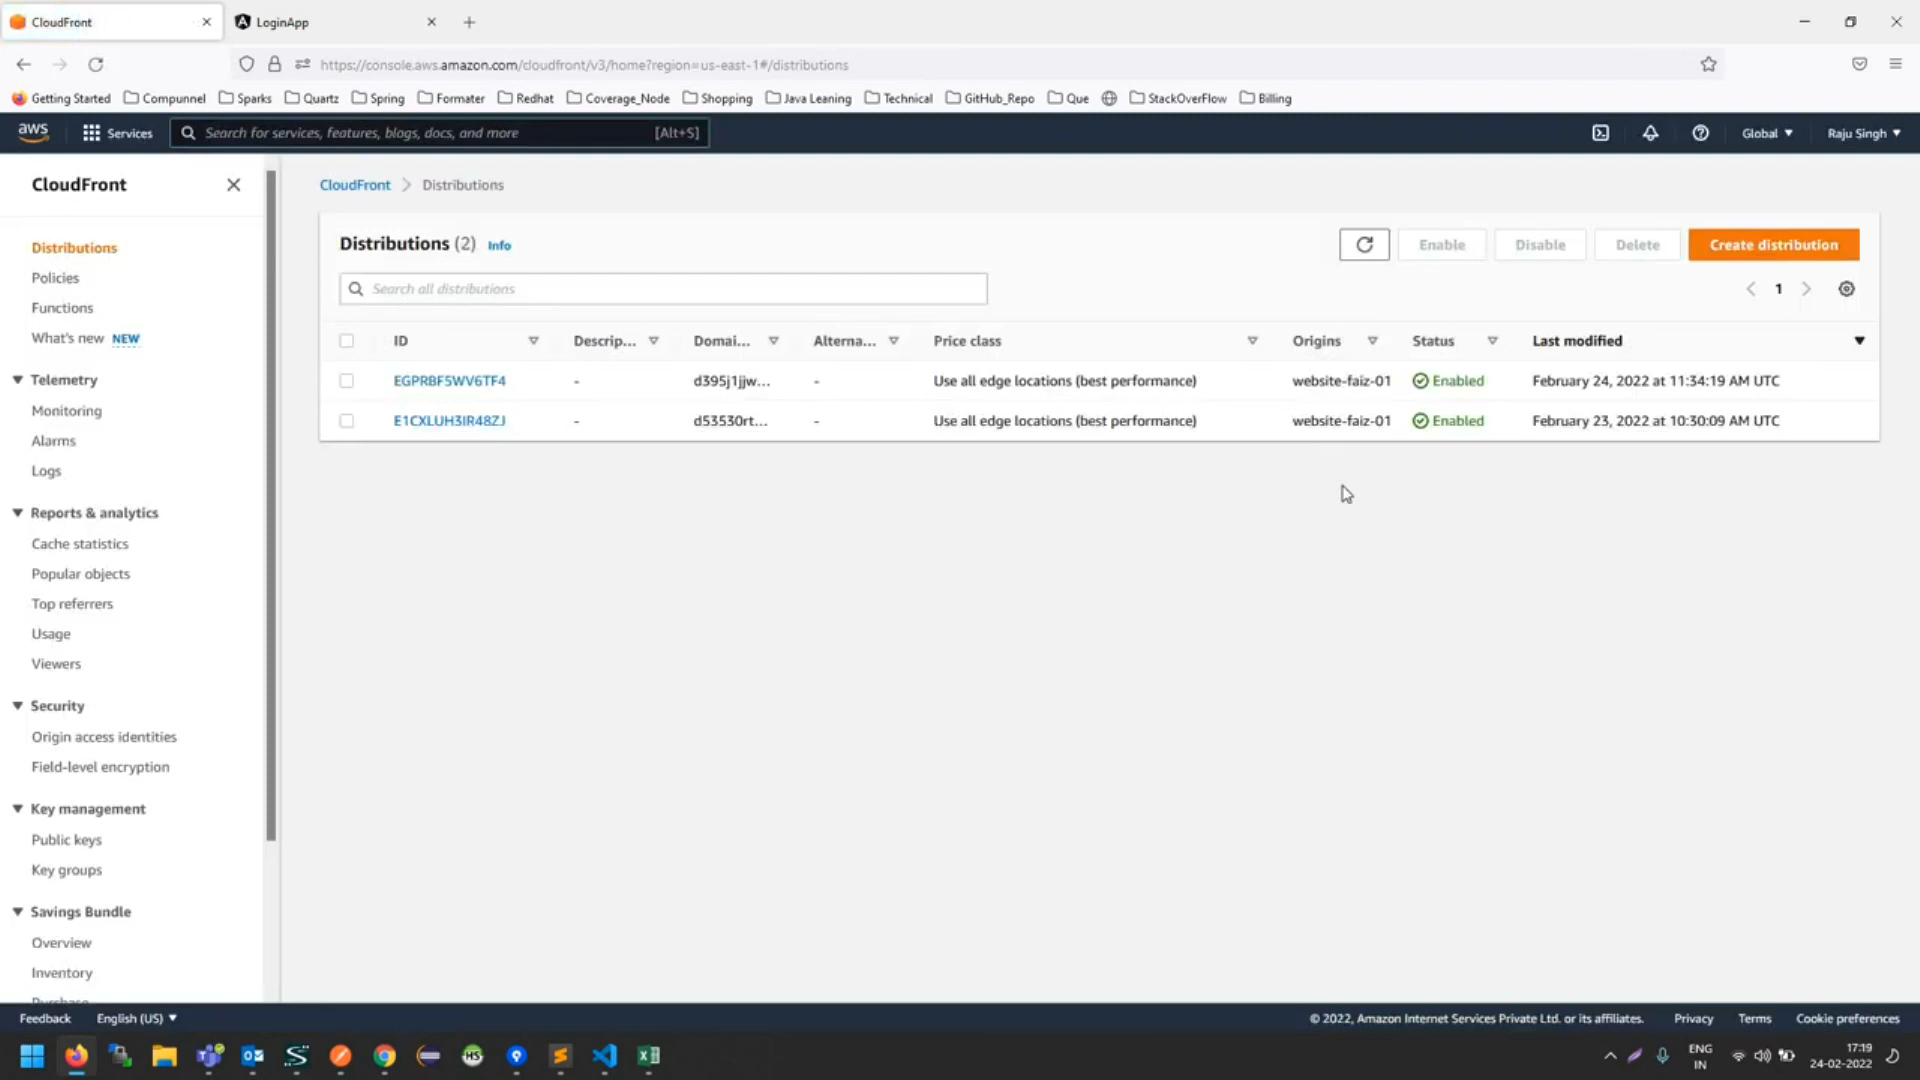 CloudFront
LoginApp
https://console.aws.amazon.com/cloudfront/v3/home?region=us-east-1#/distributions
Getting Started Compunnel Sparks Quartz Spring Formater Redhat Coverage_Node Shopping Java Leaning Technical GitHub_Repo Que StackOverFlow Billing
aws Services Search for services, features, blogs, docs, and more [Alt+S] Global Raju Singh
CloudFront
Distributions
Policies
Functions
What's new NEW
Telemetry
Monitoring
Alarms
Logs
Reports & analytics
Cache statistics
Popular objects
Top referrers
Usage
Viewers
Security
Origin access identities
Field-level encryption
Key management
Public keys
Key groups
Savings Bundle
Overview
Inventory
Purchase
CloudFront > Distributions
Distributions (2) Info
Enable Disable Delete Create distribution
Search all distributions
1
ID Descrip... Domai... Alterna... Price class Origins Status Last modified
EGPRBF5WV6TF4 - d395j1jjw... - Use all edge locations (best performance) website-faiz-01 Enabled February 24, 2022 at 11:34:19 AM UTC
E1CXLUH3IR48ZJ - d53530rt... - Use all edge locations (best performance) website-faiz-01 Enabled February 23, 2022 at 10:30:09 AM UTC
Feedback English (US) © 2022, Amazon Internet Services Private Ltd. or its affiliates. Privacy Terms Cookie preferences
HS
ENG
IN
17:19
24-02-2022